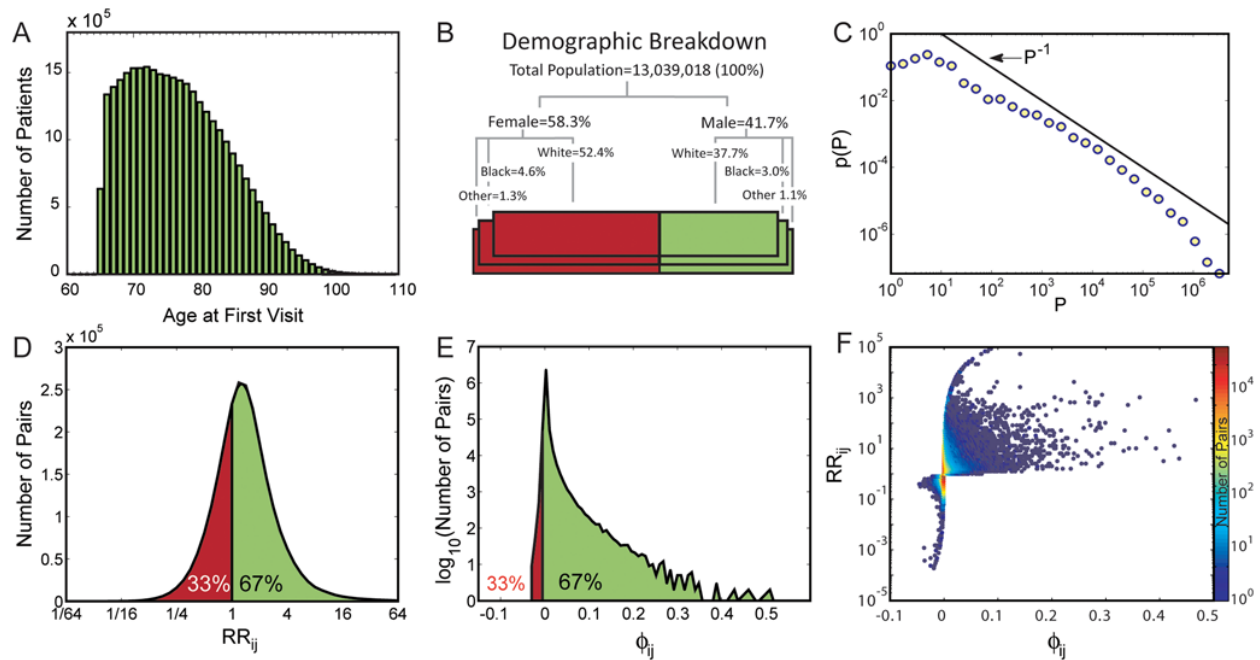 A
x 10^5
Number of Patients
15
10
5
0
60 70 80 90 100 110
Age at First Visit
B
Demographic Breakdown
Total Population=13,039,018 (100%)
Female=58.3% Male=41.7%
White=52.4% White=37.7%
Black=4.6% Black=3.0%
Other=1.3% Other 1.1%
C
p(P)
10^0
10^-2
10^-4
10^-6
P^-1
10^0 10^1 10^2 10^3 10^4 10^5 10^6
P
D
x 10^5
Number of Pairs
3
2.5
2
1.5
1
0.5
0
33% 67%
1/64 1/16 1/4 1 4 16 64
RR_ij
E
log_10(Number of Pairs)
7
6
5
4
3
2
1
0
33% 67%
-0.1 0 0.1 0.2 0.3 0.4 0.5
ϕ_ij
F
RR_ij
10^5
10^3
10^1
10^-1
10^-3
10^-5
-0.1 0 0.1 0.2 0.3 0.4 0.5
ϕ_ij
Number of Pairs
10^4
10^3
10^2
10^1
10^0